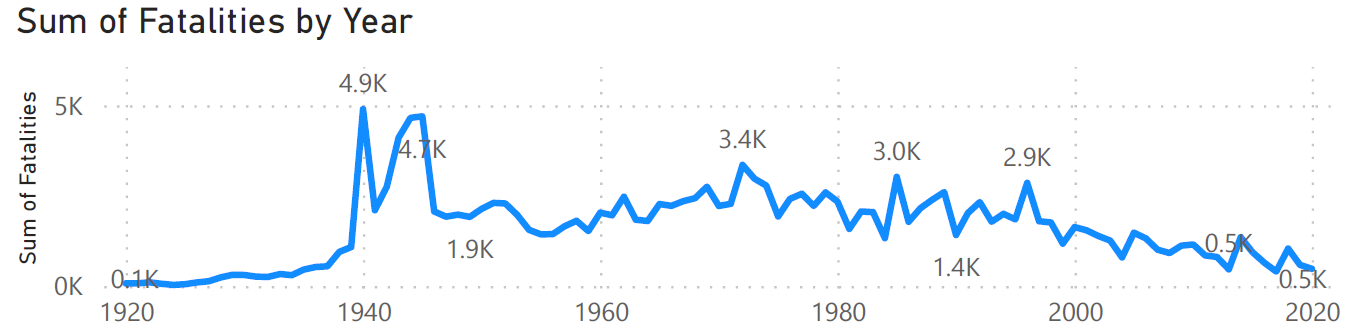 Sum of Fatalities by Year
Sum of Fatalities
5K
0K
0.1K
4.9K
4.7K
1.9K
3.4K
3.0K
1.4K
2.9K
0.5K
0.5K
1920
1940
1960
1980
2000
2020